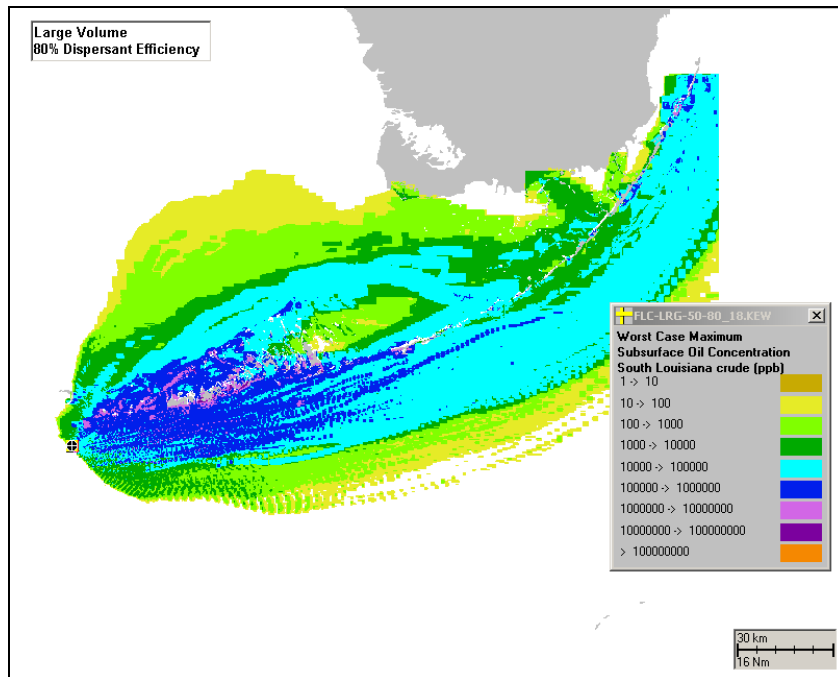 Large Volume
80% Dispersant Efficiency
FLC-LRG-50-80_18.KEW
Worst Case Maximum
Subsurface Oil Concentration
South Louisiana crude (ppb)
1 -> 10
10 -> 100
100 -> 1000
1000 -> 10000
10000 -> 100000
100000 -> 1000000
1000000 -> 10000000
10000000 -> 100000000
> 100000000
30 km
16 Nm